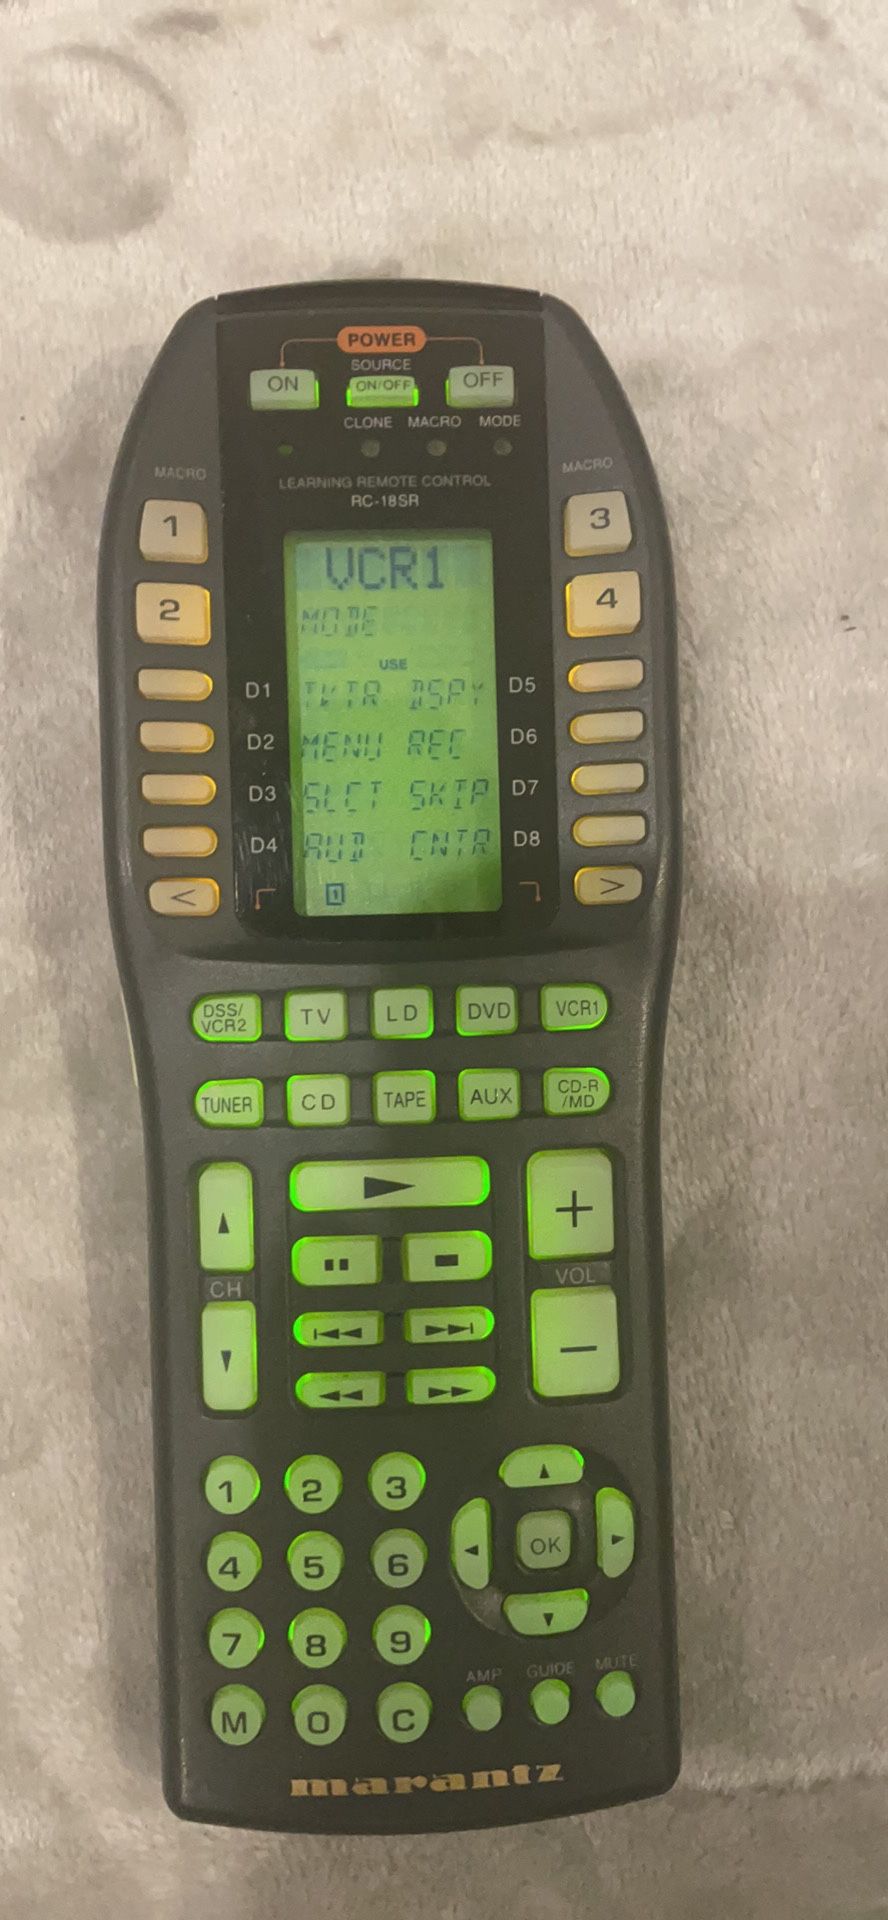 POWER
SOURCE
ON ON/OFF OFF
CLONE MACRO MODE
MACRO MACRO
LEARNING REMOTE CONTROL
RC-18SR
1 3
VCR1
2 4
MODE
USE
D1 TVTR DSPY D5
D2 MENU REC D6
D3 SLCT SKIP D7
D4 AUD CNTR D8
< 1 >
DSS/VCR2 TV LD DVD VCR1
TUNER CD TAPE AUX CD-R/MD
+
CH VOL
−
1 2 3
4 5 6 OK
7 8 9
AMP GUIDE MUTE
M 0 C
marantz